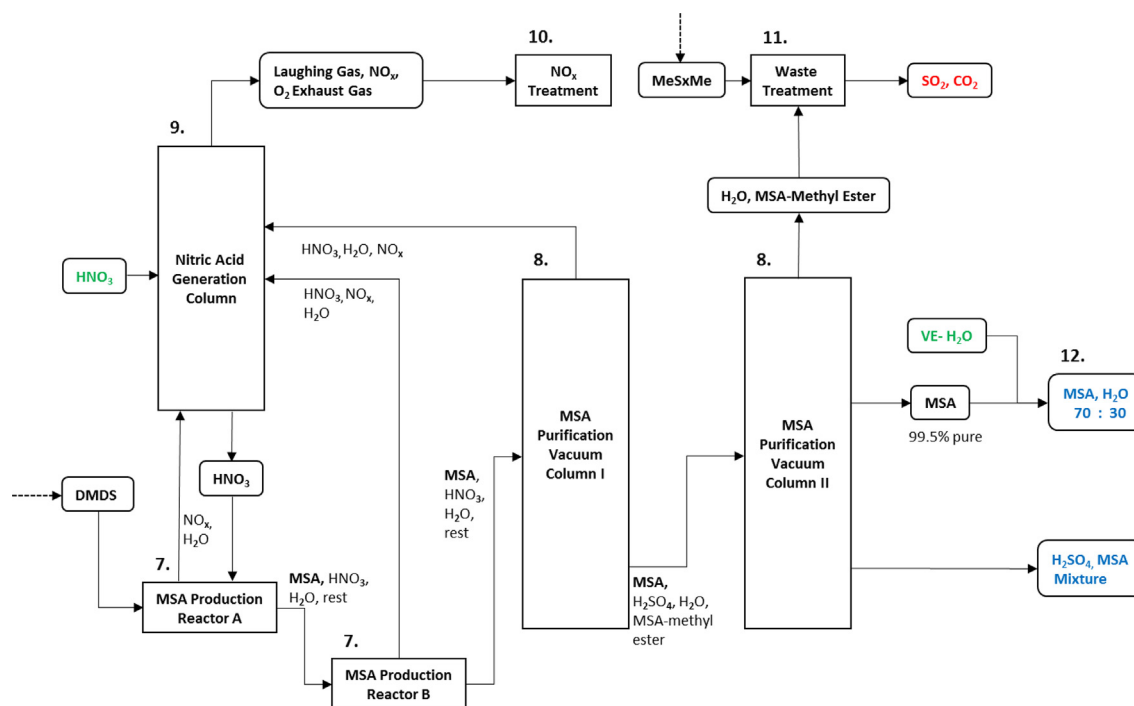 10.
11.
Laughing Gas, NOₓ,
O₂ Exhaust Gas
NOₓ
Treatment
MeSxMe
Waste
Treatment
SO₂, CO₂
9.
H₂O, MSA-Methyl Ester
HNO₃
Nitric Acid
Generation
Column
HNO₃, H₂O, NOₓ
HNO₃, NOₓ,
H₂O
8.
8.
VE- H₂O
12.
MSA
99.5% pure
MSA, H₂O
70 : 30
MSA
Purification
Vacuum
Column I
MSA
Purification
Vacuum
Column II
DMDS
HNO₃
NOₓ,
H₂O
MSA,
HNO₃,
H₂O,
rest
7.
MSA Production
Reactor A
MSA, HNO₃,
H₂O, rest
MSA,
H₂SO₄, H₂O,
MSA-methyl
ester
H₂SO₄, MSA
Mixture
7.
MSA Production
Reactor B